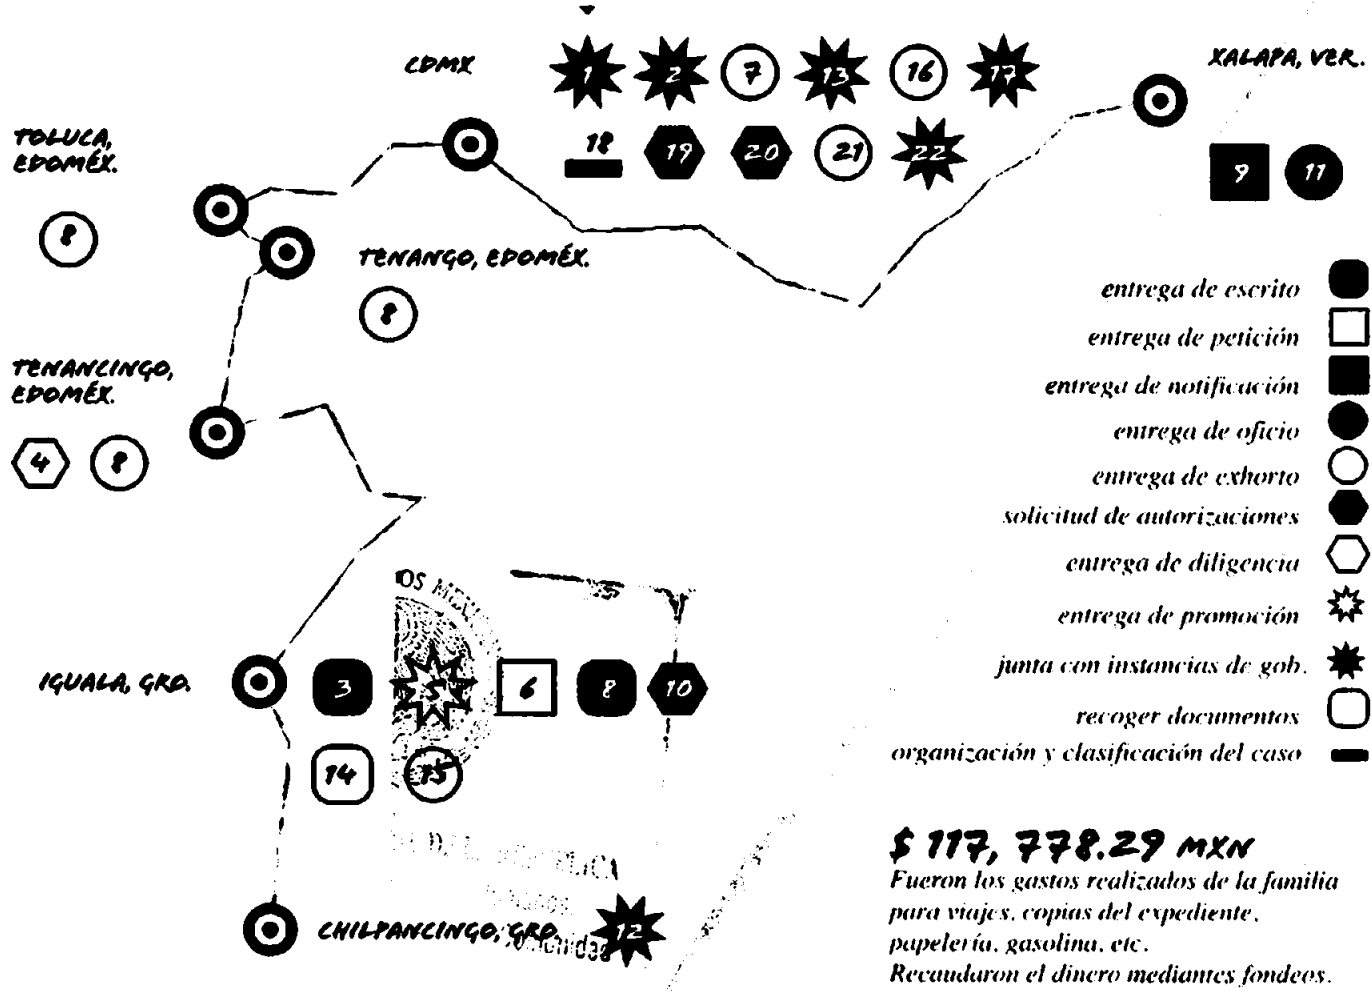 CDMX
1 2 7 13 16 17
18 19 20 21 22
XALAPA, VER.
9 11
TOLUCA,
EDOMÉX.
8
TENANGO, EDOMÉX.
8
TENANCINGO,
EDOMÉX.
4 8
IGUALA, GRO.
3 5 6 8 10
14 15
CHILPANCINGO, GRO.
12
OS MEXI
entrega de escrito
entrega de petición
entrega de notificación
entrega de oficio
entrega de exhorto
solicitud de autorizaciones
entrega de diligencia
entrega de promoción
junta con instancias de gob.
recoger documentos
organización y clasificación del caso
$ 117, 778.29 MXN
Fueron los gastos realizados de la familia
para viajes, copias del expediente,
papelería, gasolina, etc.
Recaudaron el dinero mediantes fondeos.